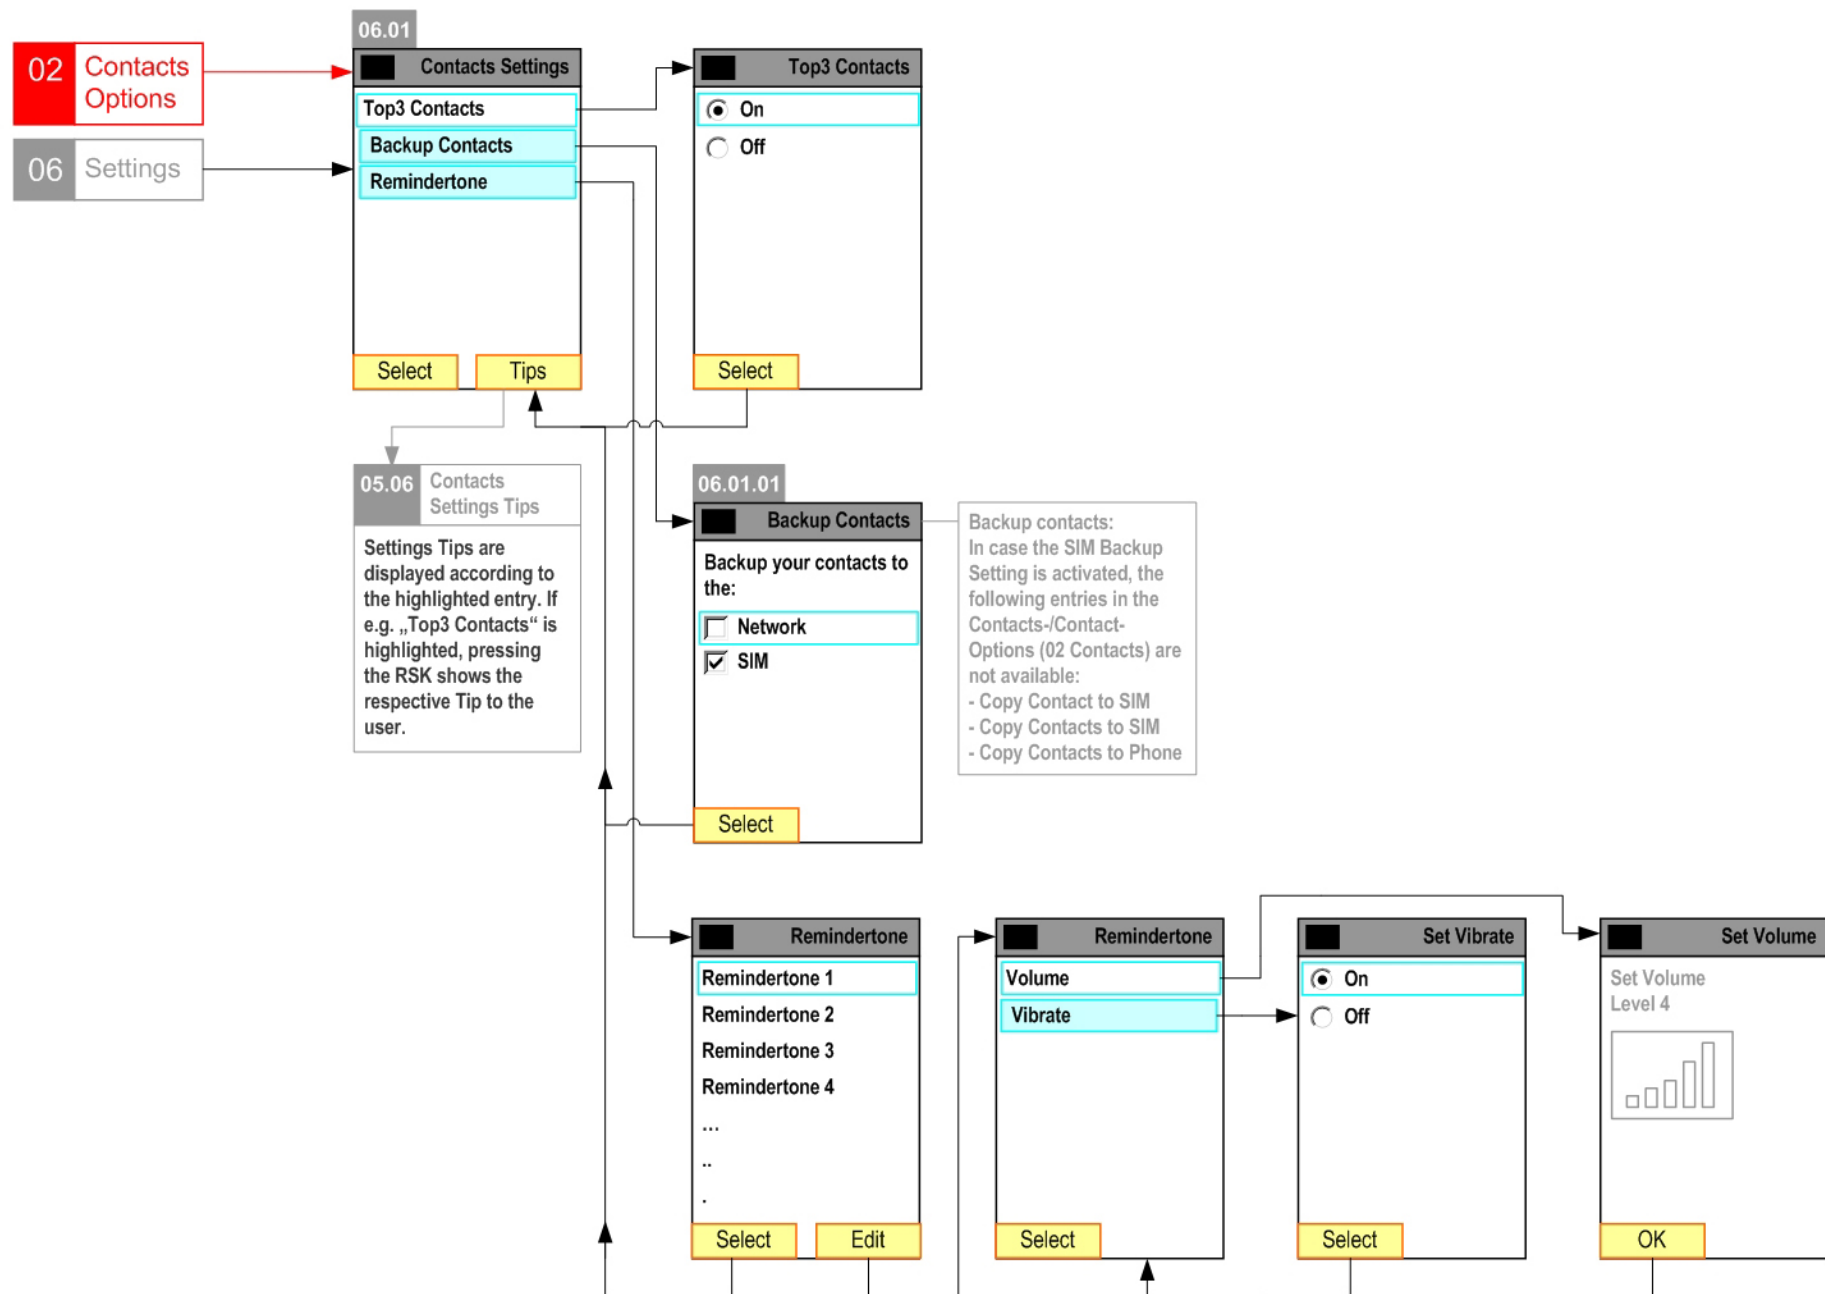 06.01
02 Contacts
Options
06 Settings
Contacts Settings
Top3 Contacts
Backup Contacts
Remindertone
Select Tips
Top3 Contacts
On
Off
Select
05.06 Contacts
Settings Tips
Settings Tips are
displayed according to
the highlighted entry. If
e.g. „Top3 Contacts“ is
highlighted, pressing
the RSK shows the
respective Tip to the
user.
06.01.01
Backup Contacts
Backup your contacts to
the:
Network
SIM
Select
Backup contacts:
In case the SIM Backup
Setting is activated, the
following entries in the
Contacts-/Contact-
Options (02 Contacts) are
not available:
- Copy Contact to SIM
- Copy Contacts to SIM
- Copy Contacts to Phone
Remindertone
Remindertone 1
Remindertone 2
Remindertone 3
Remindertone 4
...
..
.
Select Edit
Remindertone
Volume
Vibrate
Select
Set Vibrate
On
Off
Select
Set Volume
Set Volume
Level 4
OK